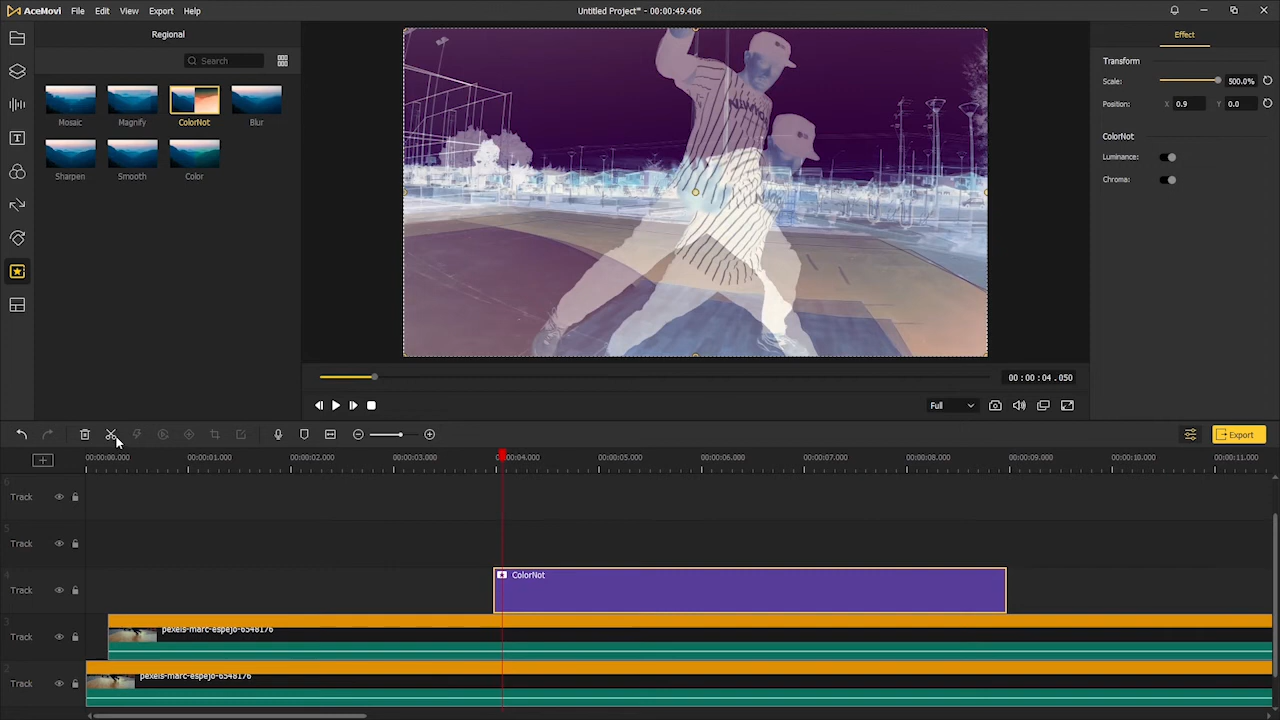 AceMovi File Edit View Export Help Untitled Project* - 00:00:49.406
Regional
Search
Mosaic Magnify ColorNot Blur
Sharpen Smooth Color
Effect
Transform
Scale: 500.0%
Position: X 0.9 Y 0.0
ColorNot
Luminance:
Chroma:
00 : 00 : 04 . 050
Full
Export
00:00:00.000 00:00:01.000 00:00:02.000 00:00:03.000 00:00:04.000 00:00:05.000 00:00:06.000 00:00:07.000 00:00:08.000 00:00:09.000 00:00:10.000 00:00:11.000
6
Track
5
Track
4
Track
ColorNot
3
Track
pexels-marc-espejo-6548176
2
Track
pexels-marc-espejo-6548176